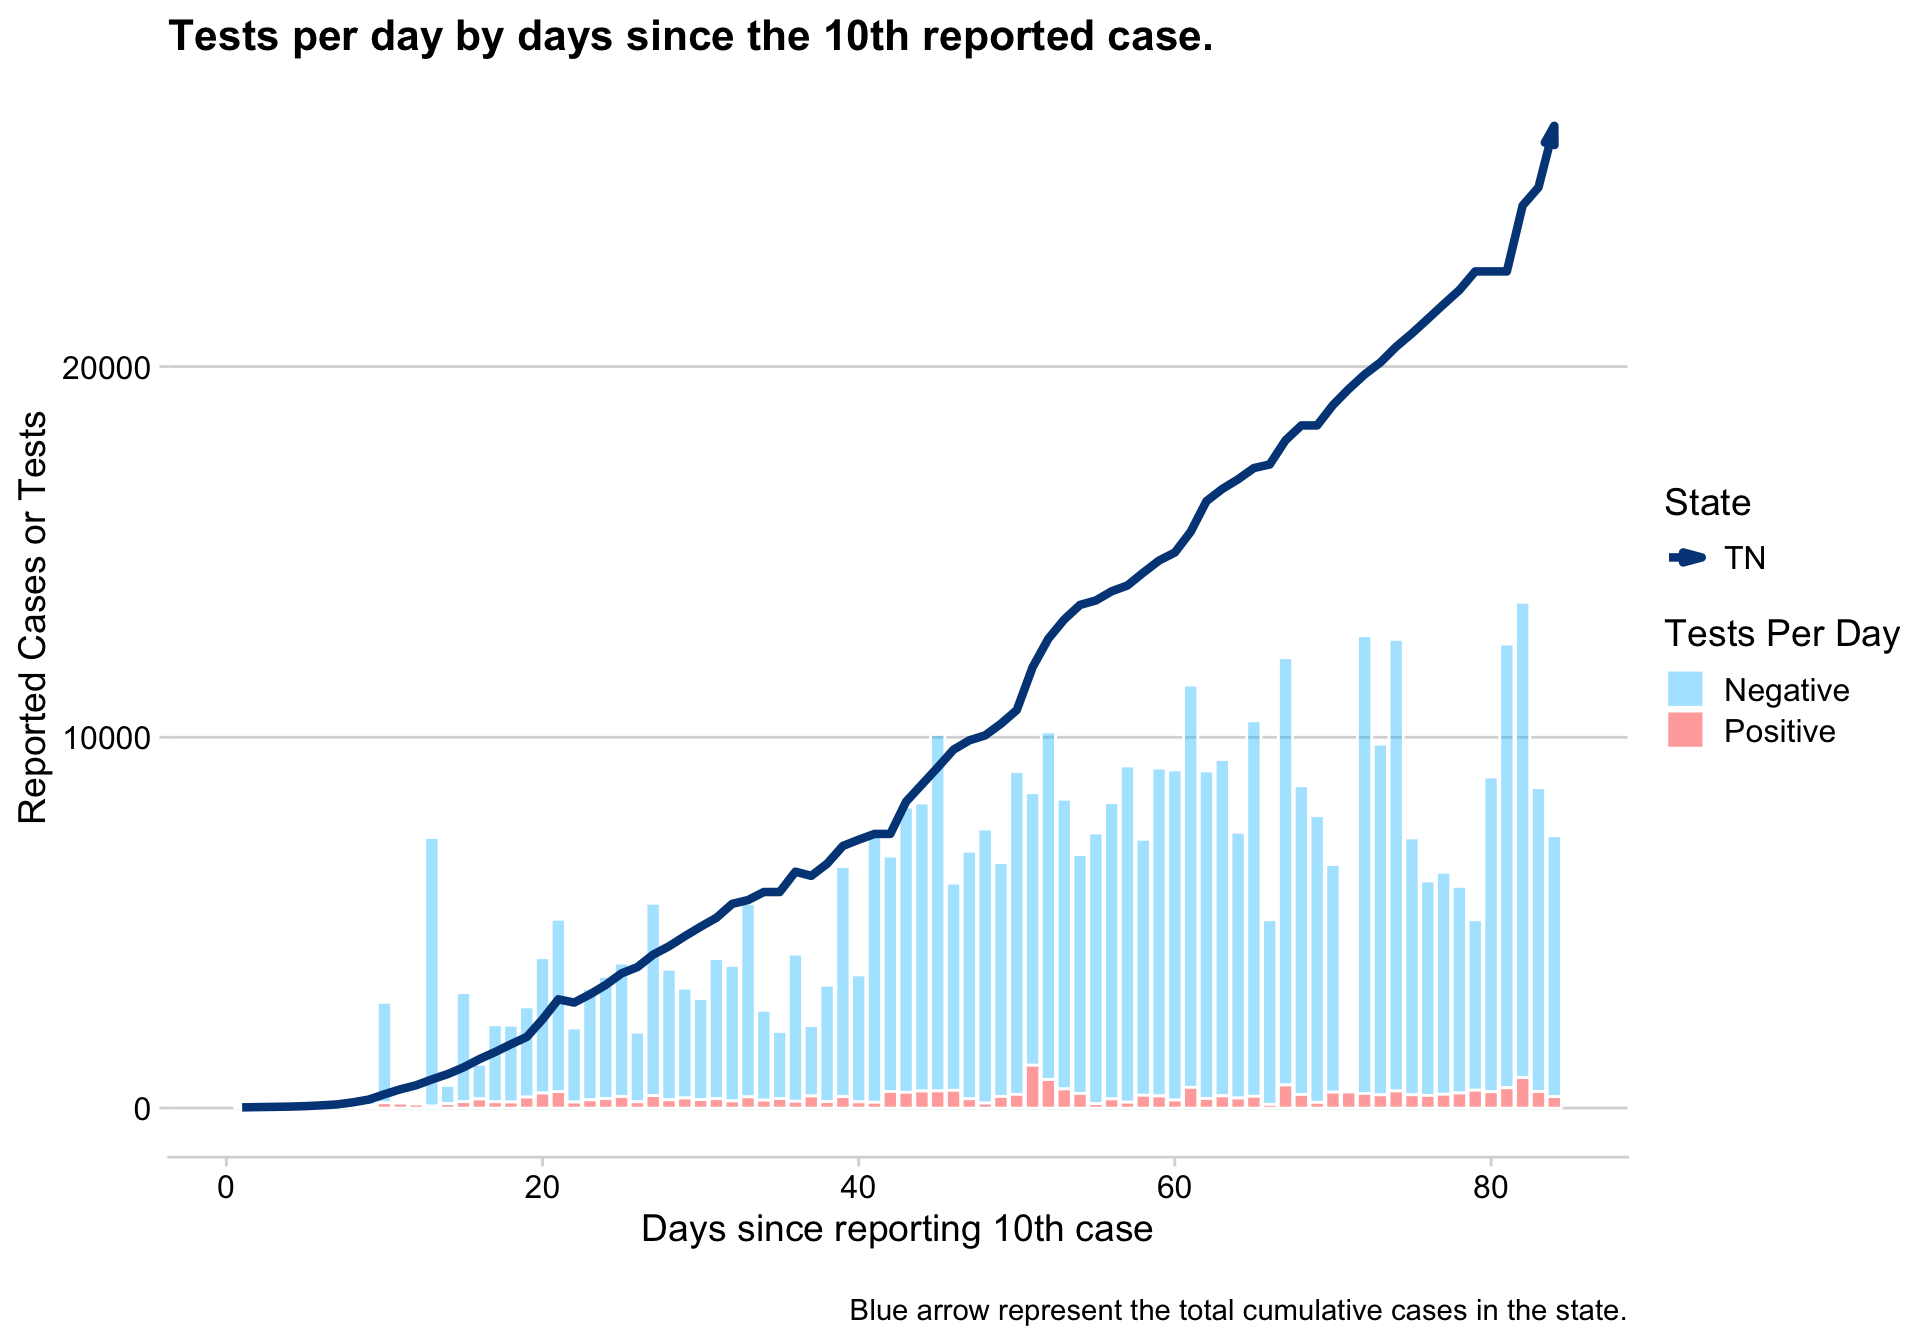 Tests per day by days since the 10th reported case.
Reported Cases or Tests
20000
10000
0
0 20 40 60 80
Days since reporting 10th case
State
TN
Tests Per Day
Negative
Positive
Blue arrow represent the total cumulative cases in the state.